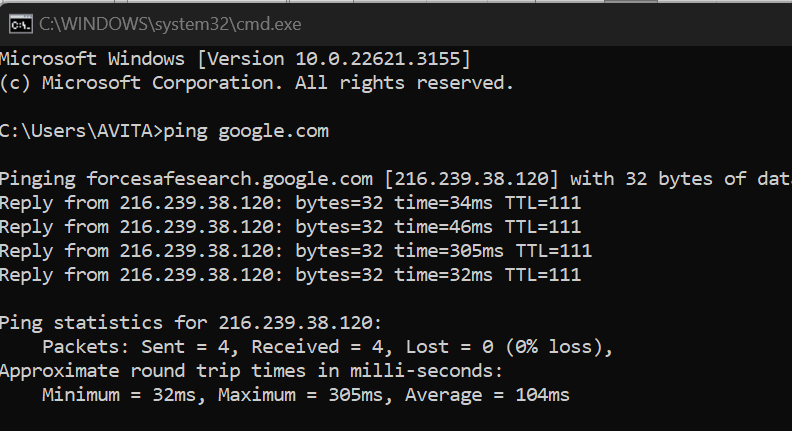 C:\WINDOWS\system32\cmd.exe
Microsoft Windows [Version 10.0.22621.3155]
(c) Microsoft Corporation. All rights reserved.
C:\Users\AVITA>ping google.com
Pinging forcesafesearch.google.com [216.239.38.120] with 32 bytes of data
Reply from 216.239.38.120: bytes=32 time=34ms TTL=111
Reply from 216.239.38.120: bytes=32 time=46ms TTL=111
Reply from 216.239.38.120: bytes=32 time=305ms TTL=111
Reply from 216.239.38.120: bytes=32 time=32ms TTL=111
Ping statistics for 216.239.38.120:
Packets: Sent = 4, Received = 4, Lost = 0 (0% loss),
Approximate round trip times in milli-seconds:
Minimum = 32ms, Maximum = 305ms, Average = 104ms